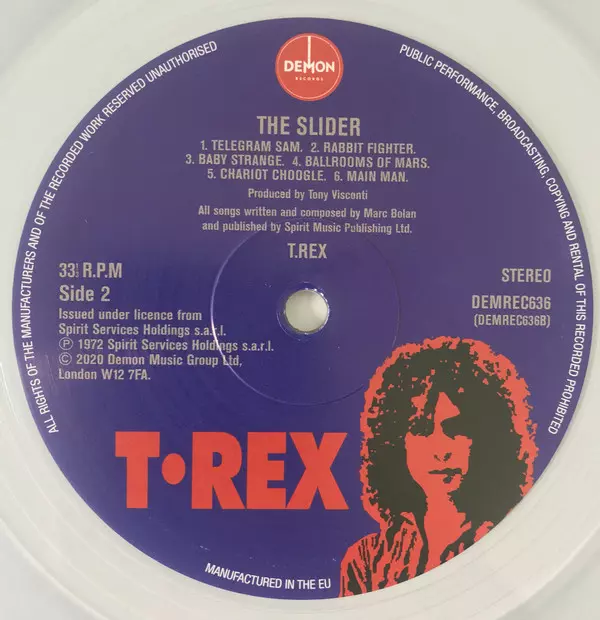 DEMON
RECORDS
THE SLIDER
1. TELEGRAM SAM. 2. RABBIT FIGHTER.
3. BABY STRANGE. 4. BALLROOMS OF MARS.
5. CHARIOT CHOOGLE. 6. MAIN MAN.
Produced by Tony Visconti
All songs written and composed by Marc Bolan
and published by Spirit Music Publishing Ltd.
T.REX
33⅓ R.P.M
Side 2
Issued under licence from
Spirit Services Holdings s.a.r.l.
Ⓟ 1972 Spirit Services Holdings s.a.r.l.
© 2020 Demon Music Group Ltd,
London W12 7FA.
STEREO
DEMREC636
(DEMREC636B)
T•REX
ALL RIGHTS OF THE MANUFACTURERS AND OF THE RECORDED WORK RESERVED UNAUTHORISED
PUBLIC PERFORMANCE, BROADCASTING, COPYING AND RENTAL OF THIS RECORDED PROHIBITED
MANUFACTURED IN THE EU